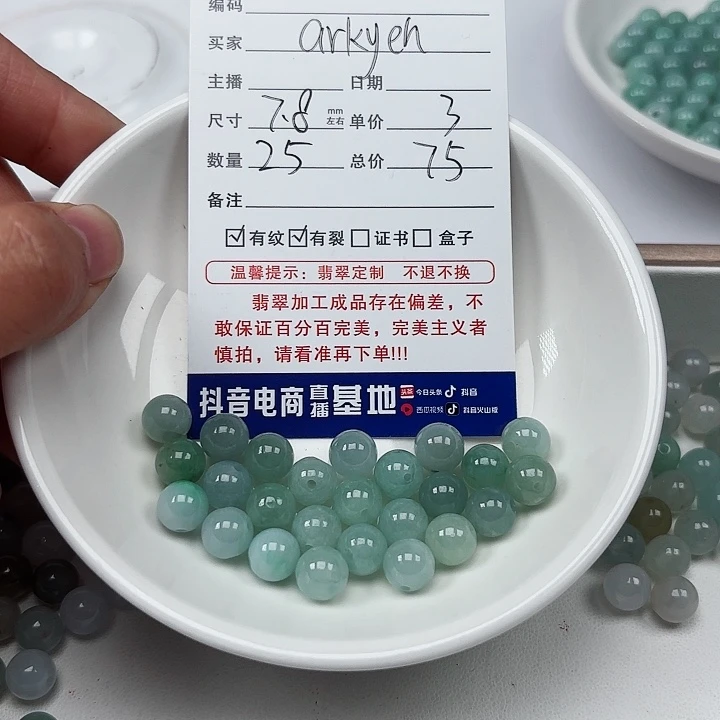 编码
买家 arkyeh
主播 日期
尺寸 7.8 mm左右 单价 3
数量 25 总价 75
备注
☑有纹☑有裂☐证书☐盒子
温馨提示：翡翠定制 不退不换
翡翠加工成品存在偏差，不
敢保证百分百完美，完美主义者
慎拍，请看准再下单!!!
抖音电商直播基地 头条 今日头条 抖音
西瓜视频 抖音火山版